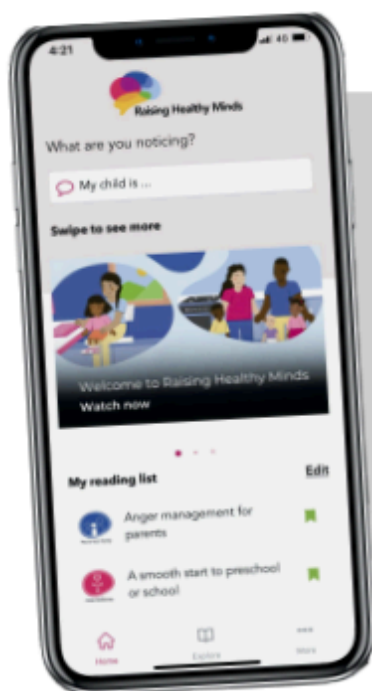 4:21
4G
Raising Healthy Minds
What are you noticing?
My child is ...
Swipe to see more
Welcome to Raising Healthy Minds
Watch now
My reading list
Edit
Anger management for
parents
A smooth start to preschool
or school
Home
Explore
More